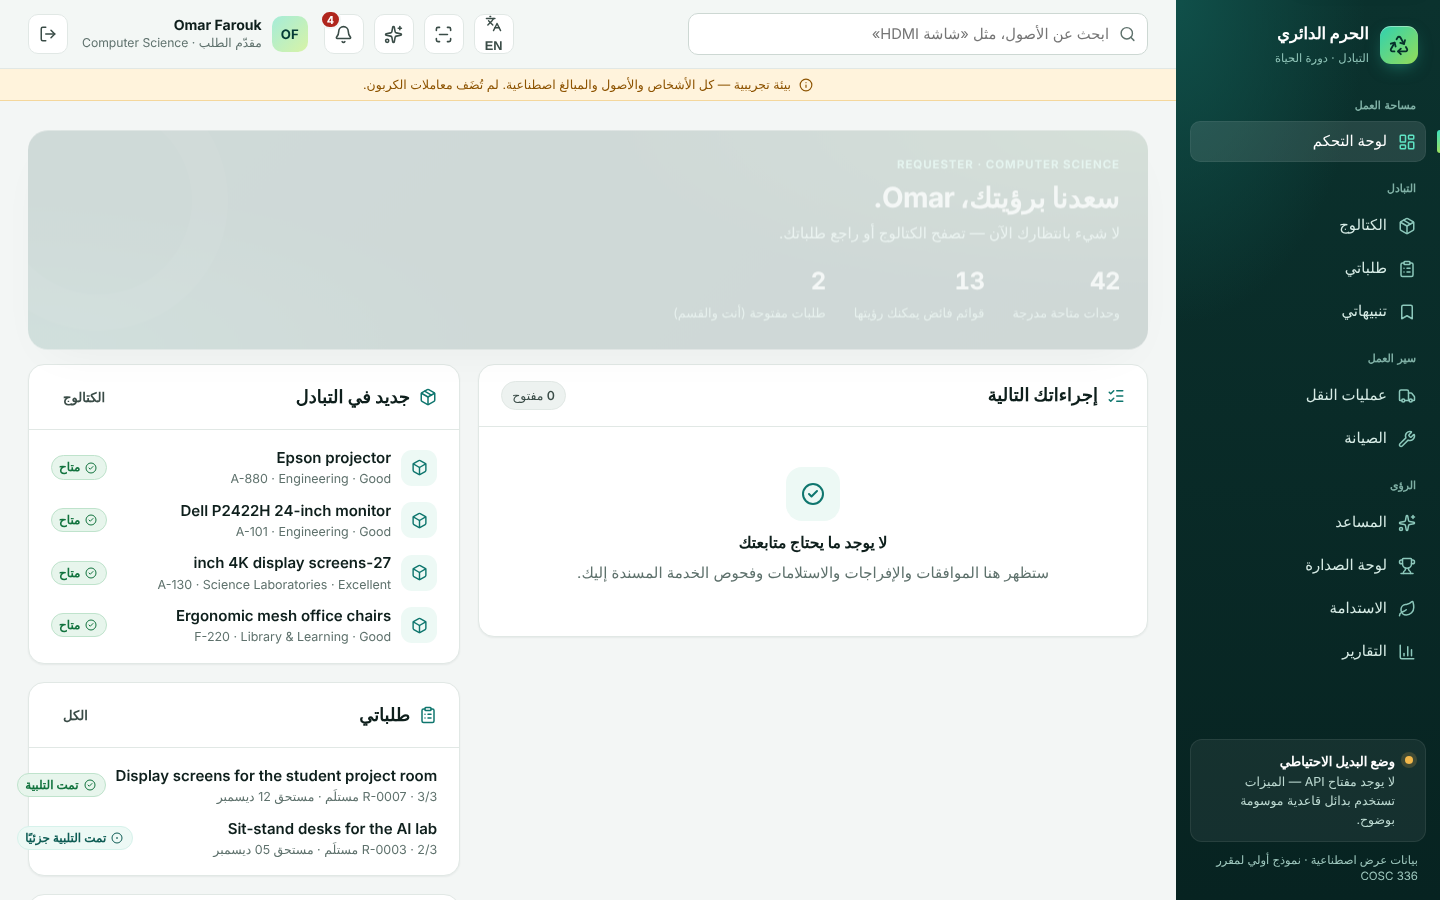 الحرم الدائري
التبادل · دورة الحياة
مساحة العمل
لوحة التحكم
التبادل
الكتالوج
طلباتي
تنبيهاتي
سير العمل
عمليات النقل
الصيانة
الرؤى
المساعد
لوحة الصدارة
الاستدامة
التقارير
وضع البديل الاحتياطي
لا يوجد مفتاح API — الميزات
تستخدم بدائل قاعدية موسومة
بوضوح.
بيانات عرض اصطناعية · نموذج أولي لمقرر
COSC 336
ابحث عن الأصول، مثل «شاشة HDMI»
EN
4
OF
Omar Farouk
مقدّم الطلب · Computer Science
بيئة تجريبية — كل الأشخاص والأصول والمبالغ اصطناعية. لم تُضَف معاملات الكربون.
REQUESTER · COMPUTER SCIENCE
سعدنا برؤيتك، Omar.
لا شيء بانتظارك الآن — تصفح الكتالوج أو راجع طلباتك.
42
وحدات متاحة مدرجة
13
قوائم فائض يمكنك رؤيتها
2
طلبات مفتوحة (أنت والقسم)
إجراءاتك التالية
0 مفتوح
لا يوجد ما يحتاج متابعتك
ستظهر هنا الموافقات والإفراجات والاستلامات وفحوص الخدمة المسندة إليك.
جديد في التبادل
الكتالوج
Epson projector
A-880 · Engineering · Good
متاح
Dell P2422H 24-inch monitor
A-101 · Engineering · Good
متاح
inch 4K display screens-27
A-130 · Science Laboratories · Excellent
متاح
Ergonomic mesh office chairs
F-220 · Library & Learning · Good
متاح
طلباتي
الكل
Display screens for the student project room
R-0007 · 3/3 مستلَم · مستحق 12 ديسمبر
تمت التلبية
Sit-stand desks for the AI lab
R-0003 · 2/3 مستلَم · مستحق 05 ديسمبر
تمت التلبية جزئيًا